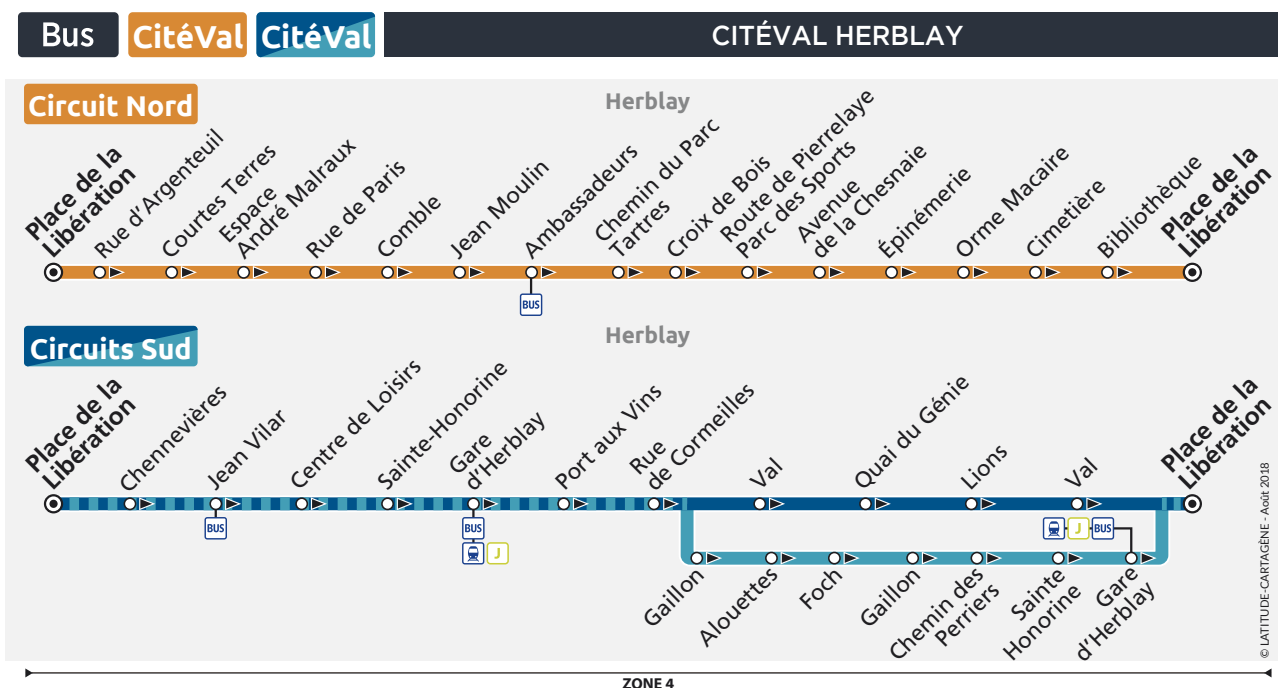 Bus CitéVal CitéVal CITÉVAL HERBLAY
Circuit Nord
Herblay
Place de la
Libération
Rue d'Argenteuil
Courtes Terres
Espace
André Malraux
Rue de Paris
Comble
Jean Moulin
Ambassadeurs
Chemin du Parc
Tartres
Croix de Bois
Route de Pierrelaye
Parc des Sports
Avenue
de la Chesnaie
Épinémerie
Orme Macaire
Cimetière
Bibliothèque
Place de la
Libération
BUS
Circuits Sud
Herblay
Place de la
Libération
Chennevières
Jean Vilar
Centre de Loisirs
Sainte-Honorine
Gare
d'Herblay
Port aux Vins
Rue
de Cormeilles
Val
Quai du Génie
Lions
Val
Place de la
Libération
BUS
BUS
J
J BUS
Gaillon
Alouettes
Foch
Gaillon
Chemin des
Perriers
Sainte
Honorine
Gare
d'Herblay
© LATITUDE-CARTAGÈNE - Août 2018
ZONE 4